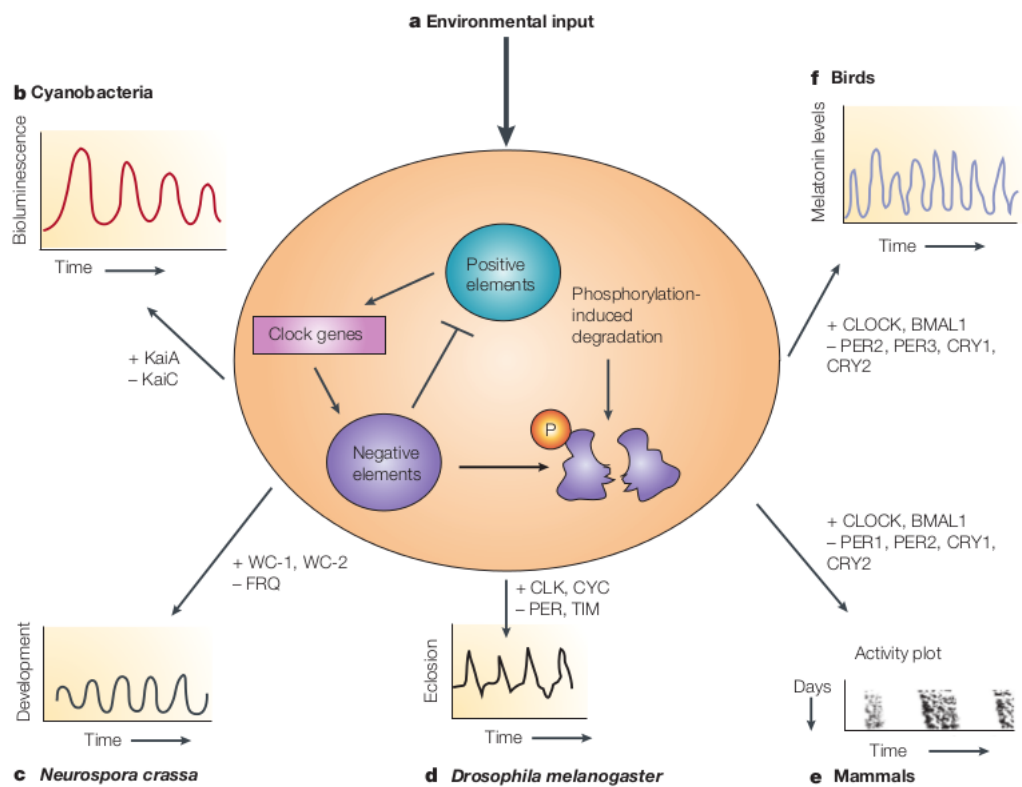 a Environmental input
b Cyanobacteria
Bioluminescence
Time
+ KaiA
– KaiC
f Birds
Melatonin levels
Time
+ CLOCK, BMAL1
– PER2, PER3, CRY1,
CRY2
Positive
elements
Clock genes
Negative
elements
Phosphorylation-
induced
degradation
P
+ WC-1, WC-2
– FRQ
Development
Time
c Neurospora crassa
+ CLK, CYC
– PER, TIM
Eclosion
Time
d Drosophila melanogaster
+ CLOCK, BMAL1
– PER1, PER2, CRY1,
CRY2
Activity plot
Days
Time
e Mammals